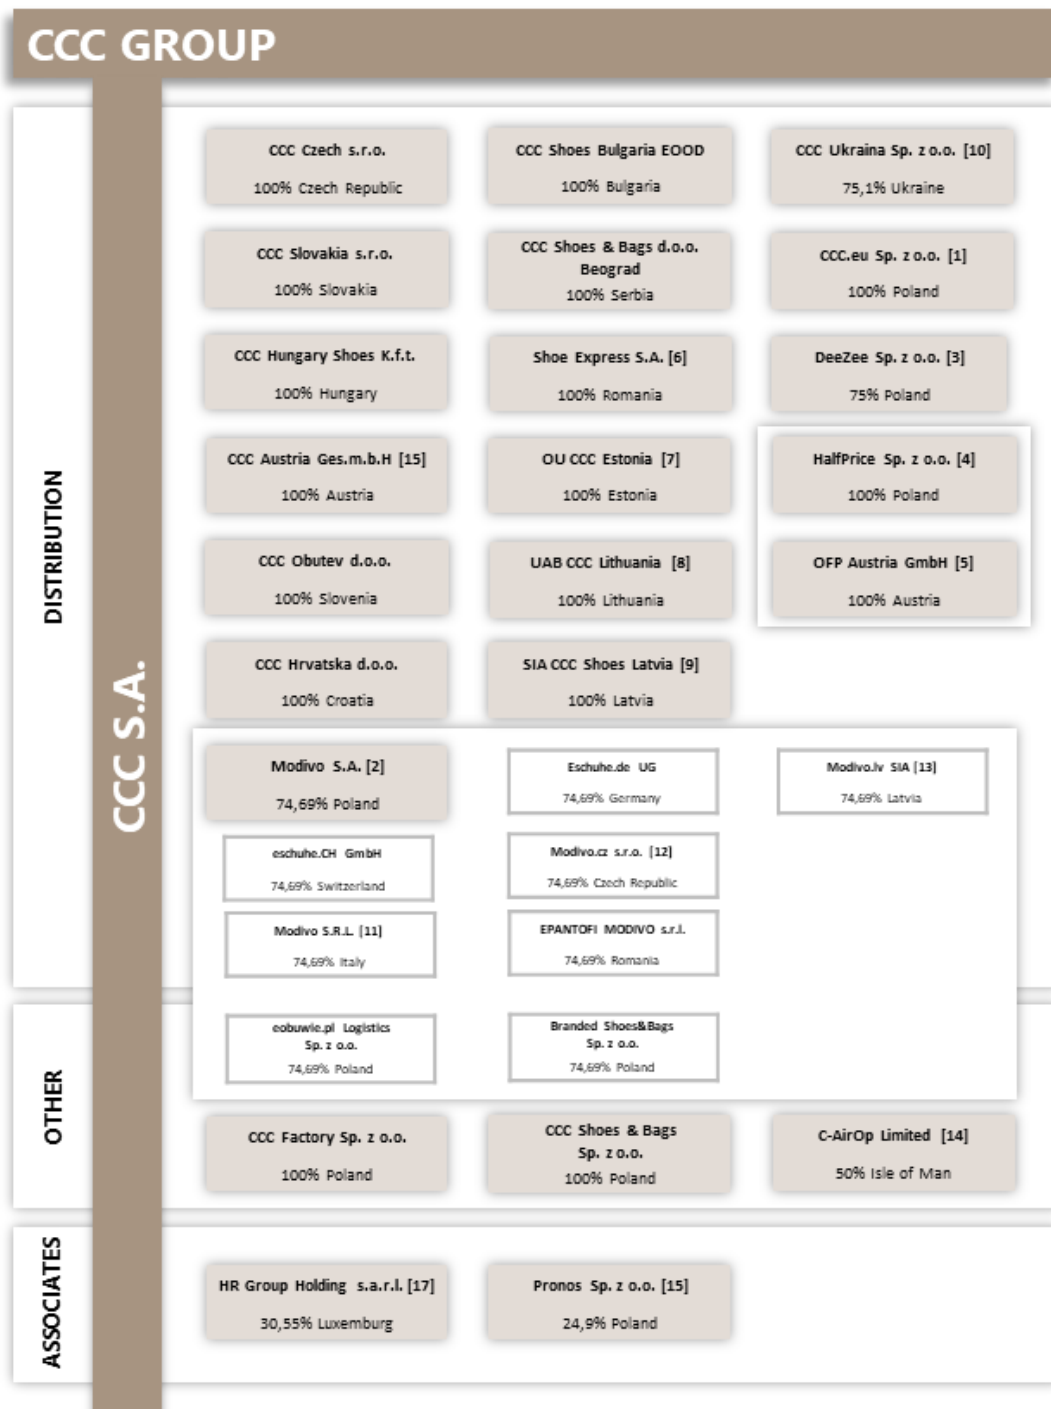 CCC GROUP
CCC S.A.
DISTRIBUTION
CCC Czech s.r.o.
100% Czech Republic
CCC Shoes Bulgaria EOOD
100% Bulgaria
CCC Ukraina Sp. z o.o. [10]
75,1% Ukraine
CCC Slovakia s.r.o.
100% Slovakia
CCC Shoes & Bags d.o.o.
Beograd
100% Serbia
CCC.eu Sp. z o.o. [1]
100% Poland
CCC Hungary Shoes K.f.t.
100% Hungary
Shoe Express S.A. [6]
100% Romania
DeeZee Sp. z o.o. [3]
75% Poland
CCC Austria Ges.m.b.H [15]
100% Austria
OU CCC Estonia [7]
100% Estonia
HalfPrice Sp. z o.o. [4]
100% Poland
CCC Obutev d.o.o.
100% Slovenia
UAB CCC Lithuania [8]
100% Lithuania
OFP Austria GmbH [5]
100% Austria
CCC Hrvatska d.o.o.
100% Croatia
SIA CCC Shoes Latvia [9]
100% Latvia
Modivo S.A. [2]
74,69% Poland
Eschuhe.de UG
74,69% Germany
Modivo.lv SIA [13]
74,69% Latvia
eschuhe.CH GmbH
74,69% Switzerland
Modivo.cz s.r.o. [12]
74,69% Czech Republic
Modivo S.R.L. [11]
74,69% Italy
EPANTOFI MODIVO s.r.l.
74,69% Romania
OTHER
eobuwie.pl Logistics
Sp. z o.o.
74,69% Poland
Branded Shoes&Bags
Sp. z o.o.
74,69% Poland
CCC Factory Sp. z o.o.
100% Poland
CCC Shoes & Bags
Sp. z o.o.
100% Poland
C-AirOp Limited [14]
50% Isle of Man
ASSOCIATES
HR Group Holding s.a.r.l. [17]
30,55% Luxemburg
Pronos Sp. z o.o. [15]
24,9% Poland